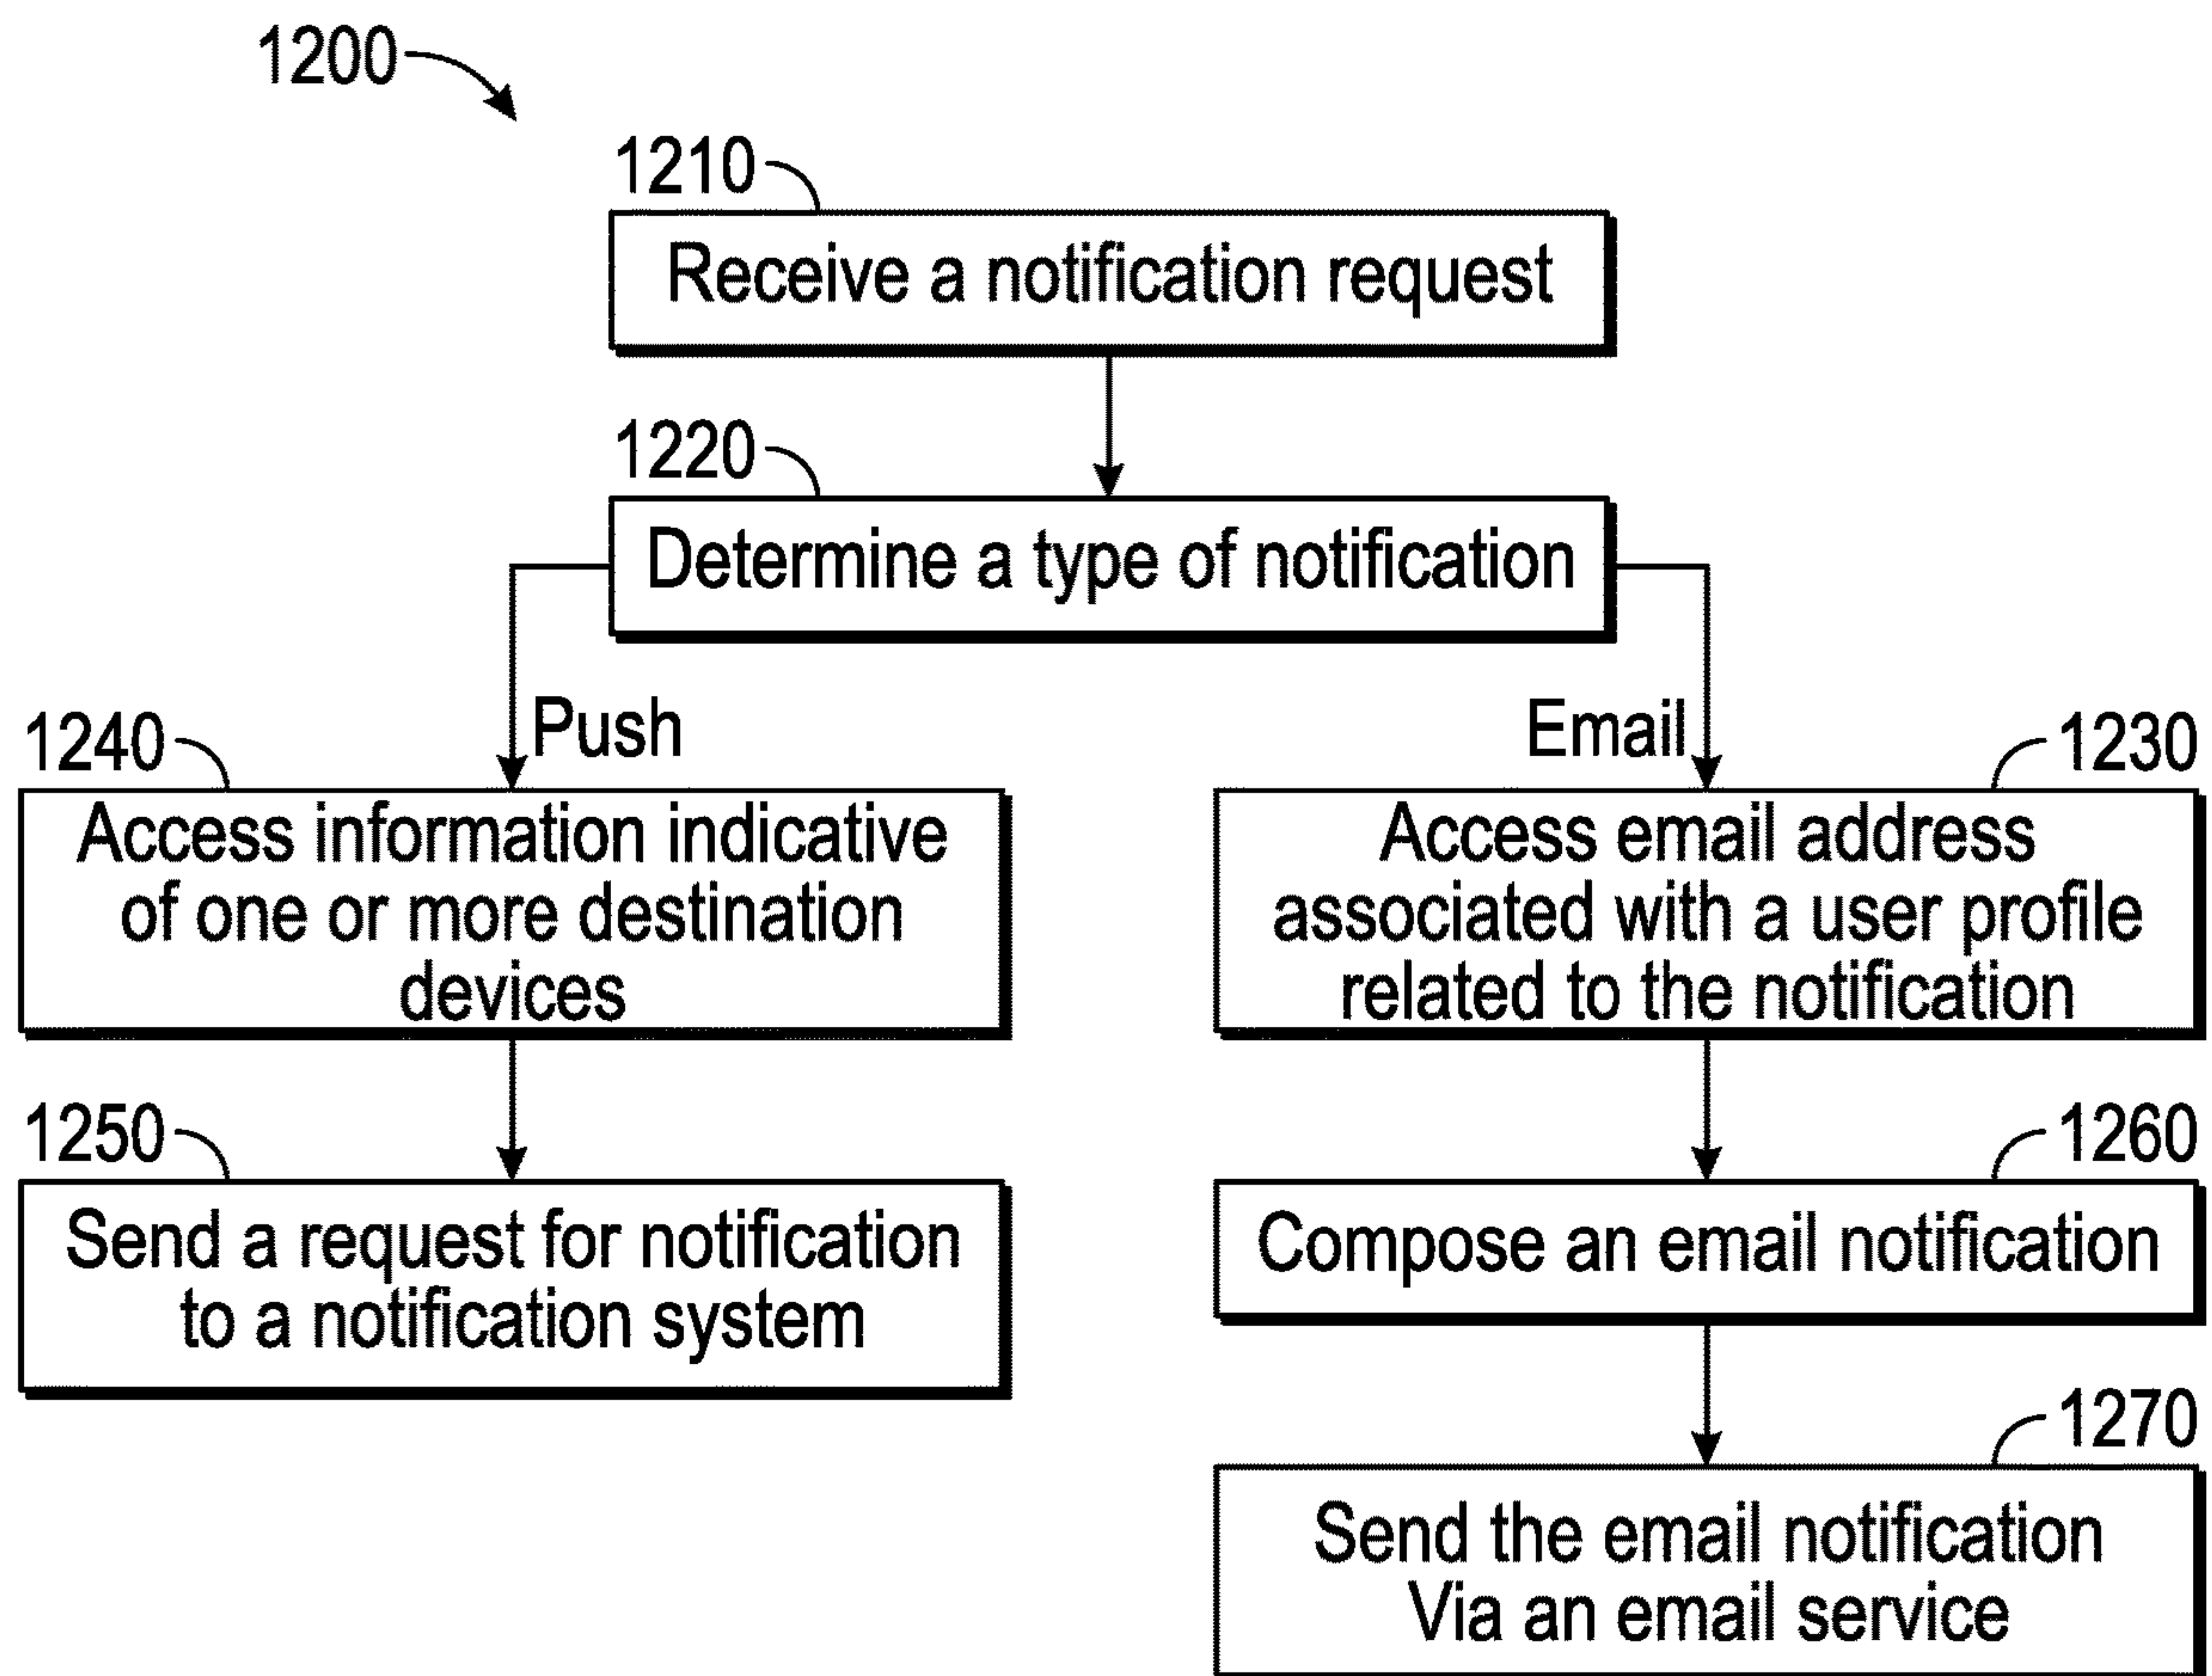 1200
1210
Receive a notification request
1220
Determine a type of notification
Push
Email
1240
Access information indicative
of one or more destination
devices
1230
Access email address
associated with a user profile
related to the notification
1250
Send a request for notification
to a notification system
1260
Compose an email notification
1270
Send the email notification
Via an email service